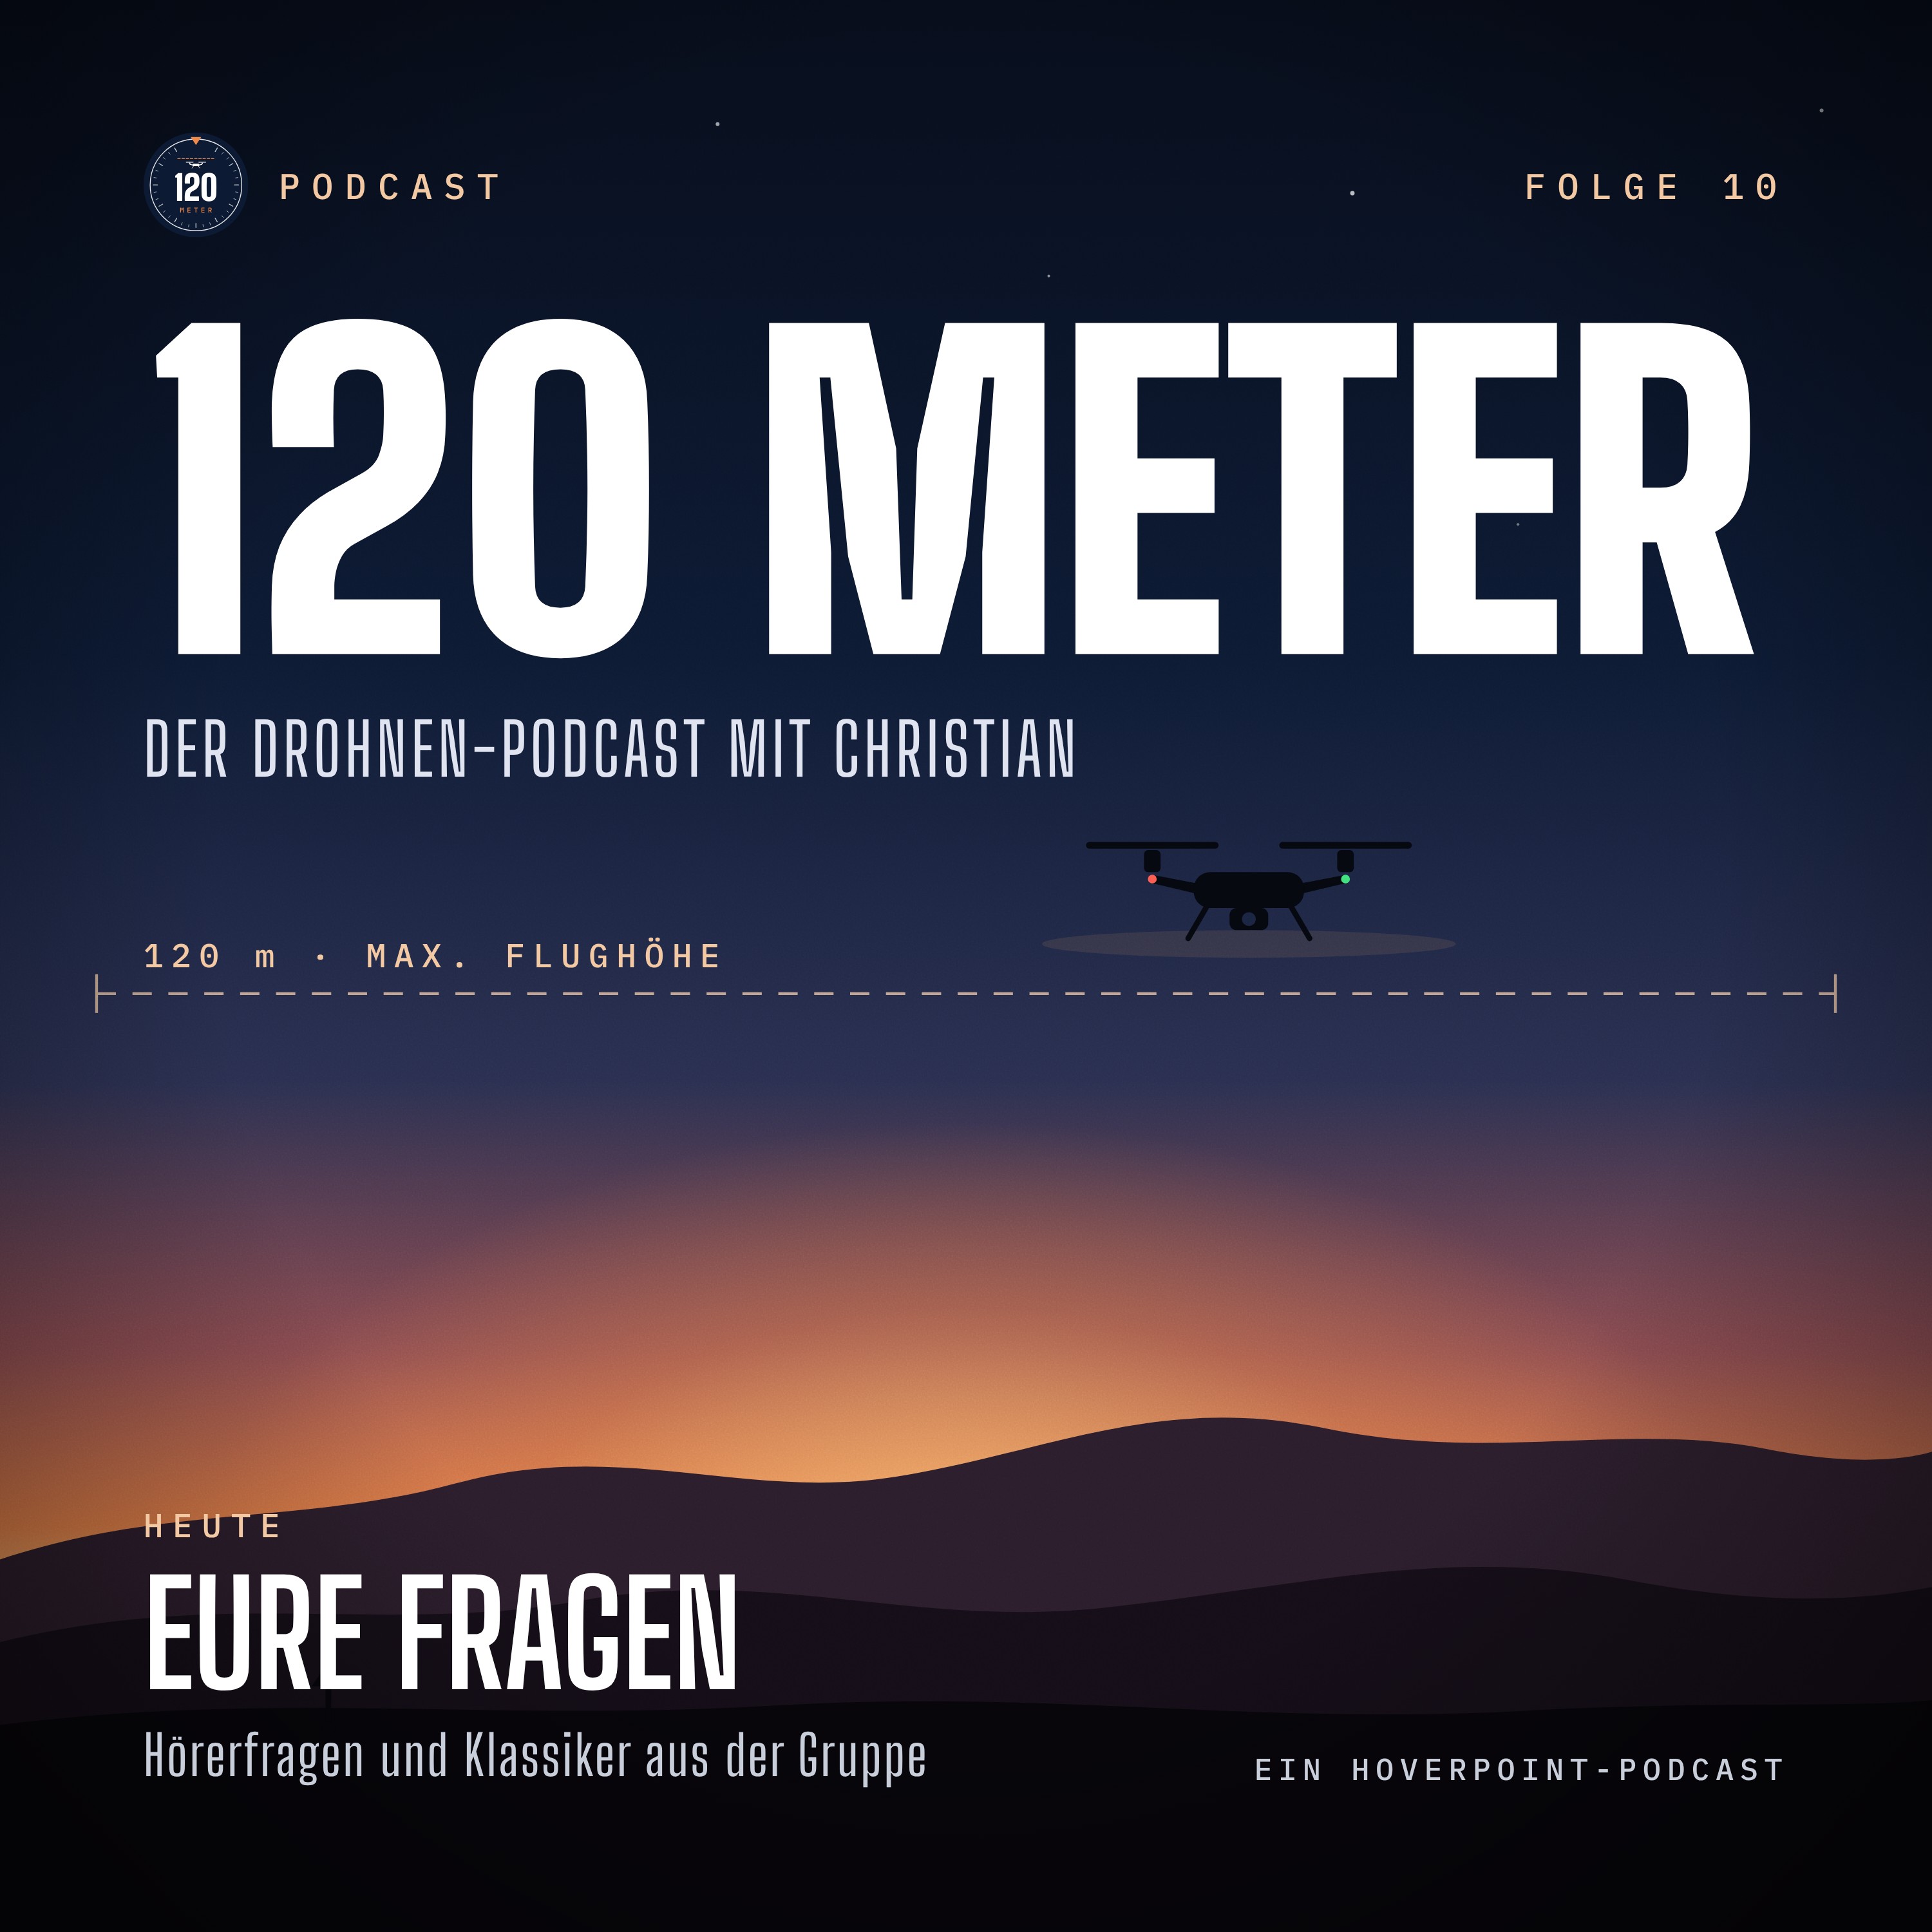 120
METER
PODCAST
FOLGE 10
120 METER
DER DROHNEN-PODCAST MIT CHRISTIAN
120 m · MAX. FLUGHÖHE
HEUTE
EURE FRAGEN
Hörerfragen und Klassiker aus der Gruppe
EIN HOVERPOINT-PODCAST